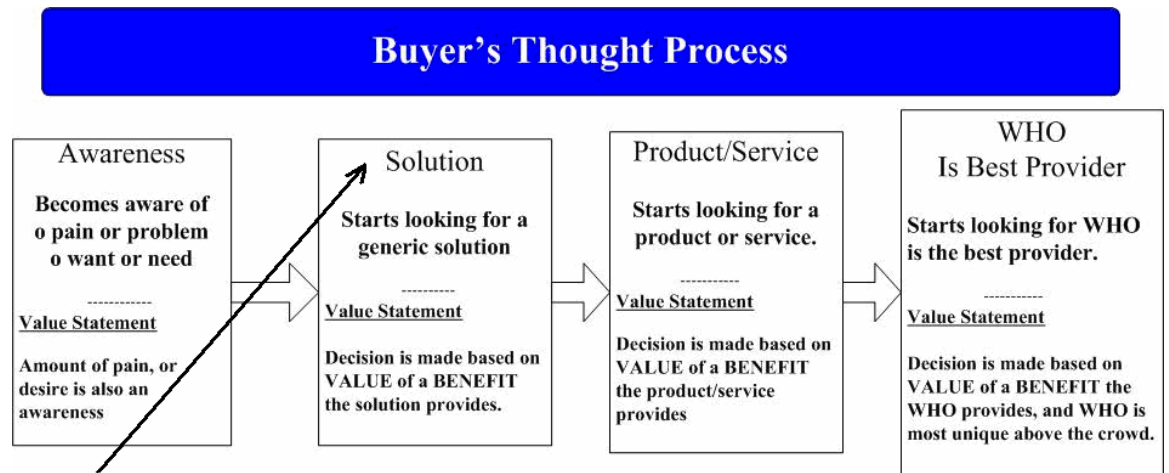 Buyer's Thought Process
Awareness
Becomes aware of
o pain or problem
o want or need
------------
Value Statement
Amount of pain, or
desire is also an
awareness
Solution
Starts looking for a
generic solution
----------
Value Statement
Decision is made based on
VALUE of a BENEFIT
the solution provides.
Product/Service
Starts looking for a
product or service.
-----------
Value Statement
Decision is made based on
VALUE of a BENEFIT
the product/service
provides
WHO
Is Best Provider
Starts looking for WHO
is the best provider.
-----------
Value Statement
Decision is made based on
VALUE of a BENEFIT the
WHO provides, and WHO is
most unique above the crowd.